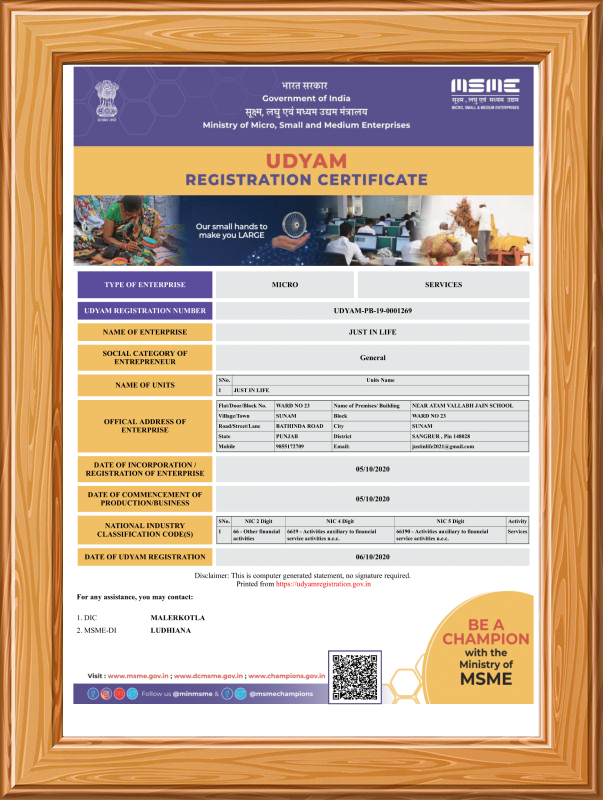 भारत सरकार
Government of India
सूक्ष्म, लघु एवं मध्यम उद्यम मंत्रालय
Ministry of Micro, Small and Medium Enterprises
MSME
सूक्ष्म, लघु एवं मध्यम उद्यम
MICRO, SMALL & MEDIUM ENTERPRISES
UDYAM
REGISTRATION CERTIFICATE
Our small hands to
make you LARGE
TYPE OF ENTERPRISE MICRO SERVICES
UDYAM REGISTRATION NUMBER UDYAM-PB-19-0001269
NAME OF ENTERPRISE JUST IN LIFE
SOCIAL CATEGORY OF
ENTREPRENEUR General
NAME OF UNITS
SNo. Units Name
1 JUST IN LIFE
OFFICAL ADDRESS OF
ENTERPRISE
Flat/Door/Block No. WARD NO 23 Name of Premises/ Building NEAR ATAM VALLABH JAIN SCHOOL
Village/Town SUNAM Block WARD NO 23
Road/Street/Lane BATHINDA ROAD City SUNAM
State PUNJAB District SANGRUR , Pin 148028
Mobile 9855172709 Email: justinlife2021@gmail.com
DATE OF INCORPORATION /
REGISTRATION OF ENTERPRISE 05/10/2020
DATE OF COMMENCEMENT OF
PRODUCTION/BUSINESS 05/10/2020
NATIONAL INDUSTRY
CLASSIFICATION CODE(S)
SNo. NIC 2 Digit NIC 4 Digit NIC 5 Digit Activity
1 66 - Other financial 6619 - Activities auxiliary to financial 66190 - Activities auxiliary to financial Services
activities service activities n.e.c. service activities n.e.c.
DATE OF UDYAM REGISTRATION 06/10/2020
Disclaimer: This is computer generated statement, no signature required.
Printed from https://udyamregistration.gov.in
For any assistance, you may contact:
1. DIC MALERKOTLA
2. MSME-DI LUDHIANA
BE A
CHAMPION
with the
Ministry of
MSME
Visit : www.msme.gov.in ; www.dcmsme.gov.in ; www.champions.gov.in
Follow us @minmsme & @msmechampions